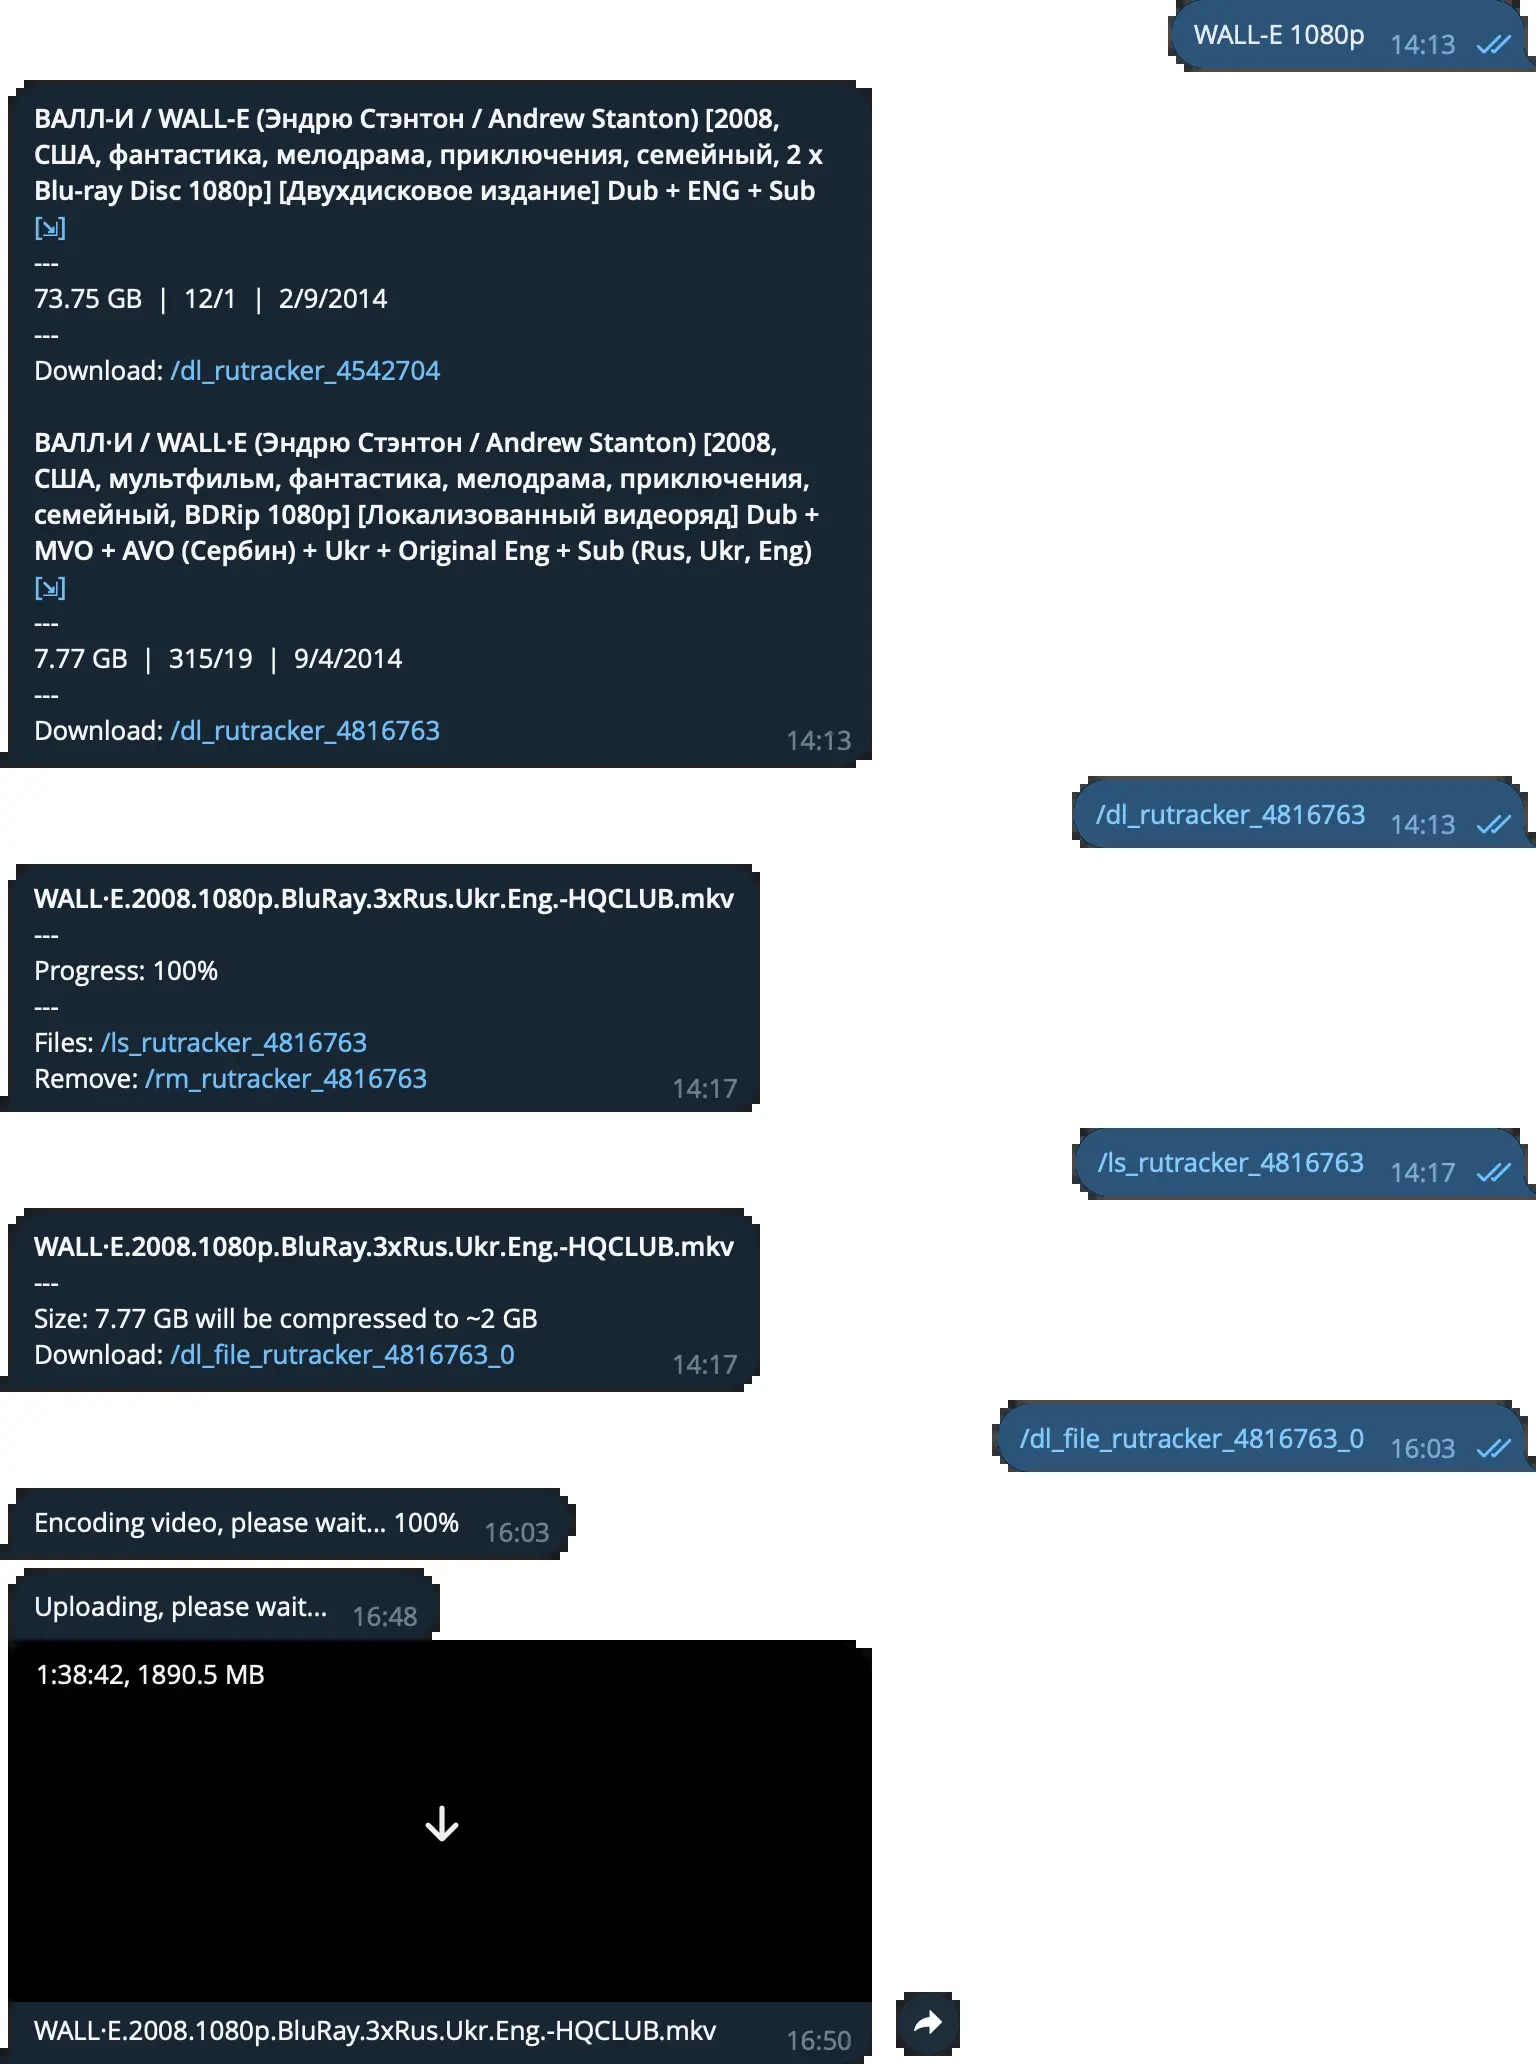 WALL-E 1080p 14:13
ВАЛЛ-И / WALL-E (Эндрю Стэнтон / Andrew Stanton) [2008,
США, фантастика, мелодрама, приключения, семейный, 2 x
Blu-ray Disc 1080p] [Двухдисковое издание] Dub + ENG + Sub
[⇲]
---
73.75 GB | 12/1 | 2/9/2014
---
Download: /dl_rutracker_4542704
ВАЛЛ·И / WALL·E (Эндрю Стэнтон / Andrew Stanton) [2008,
США, мультфильм, фантастика, мелодрама, приключения,
семейный, BDRip 1080p] [Локализованный видеоряд] Dub +
MVO + AVO (Сербин) + Ukr + Original Eng + Sub (Rus, Ukr, Eng)
[⇲]
---
7.77 GB | 315/19 | 9/4/2014
---
Download: /dl_rutracker_4816763 14:13
/dl_rutracker_4816763 14:13
WALL·E.2008.1080p.BluRay.3xRus.Ukr.Eng.-HQCLUB.mkv
---
Progress: 100%
---
Files: /ls_rutracker_4816763
Remove: /rm_rutracker_4816763 14:17
/ls_rutracker_4816763 14:17
WALL·E.2008.1080p.BluRay.3xRus.Ukr.Eng.-HQCLUB.mkv
---
Size: 7.77 GB will be compressed to ~2 GB
Download: /dl_file_rutracker_4816763_0 14:17
/dl_file_rutracker_4816763_0 16:03
Encoding video, please wait... 100% 16:03
Uploading, please wait... 16:48
1:38:42, 1890.5 MB
WALL·E.2008.1080p.BluRay.3xRus.Ukr.Eng.-HQCLUB.mkv 16:50